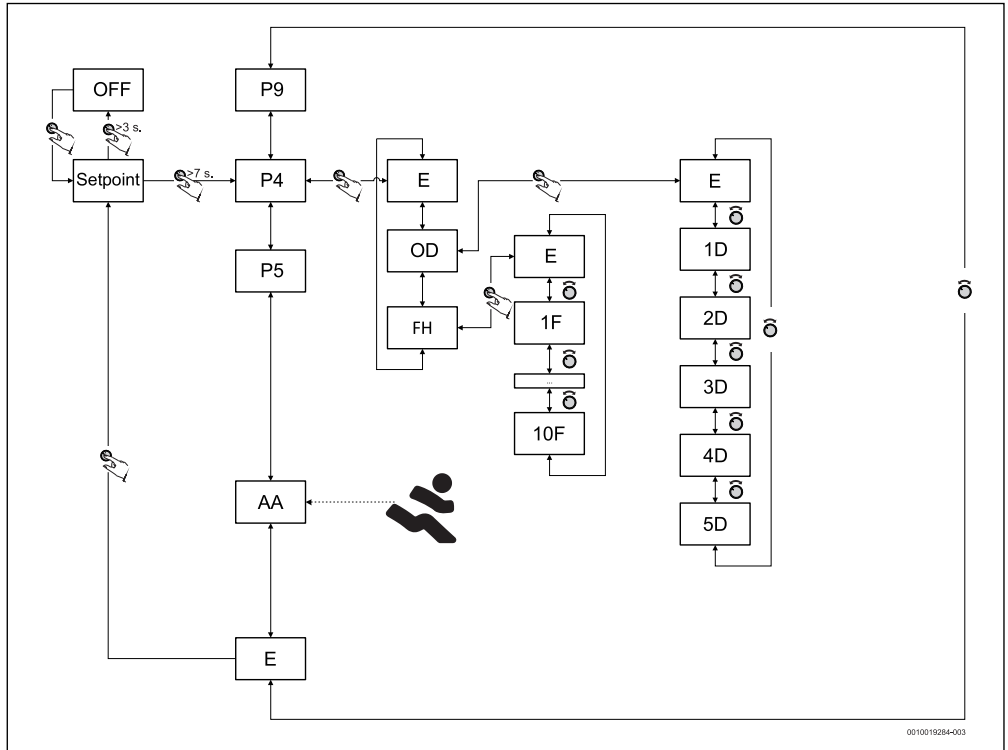 OFF
P9
>3 s.
Setpoint
>7 s.
P4
E
E
OD
E
1D
P5
1F
2D
FH
...
3D
10F
4D
AA
5D
E
0010019284-003